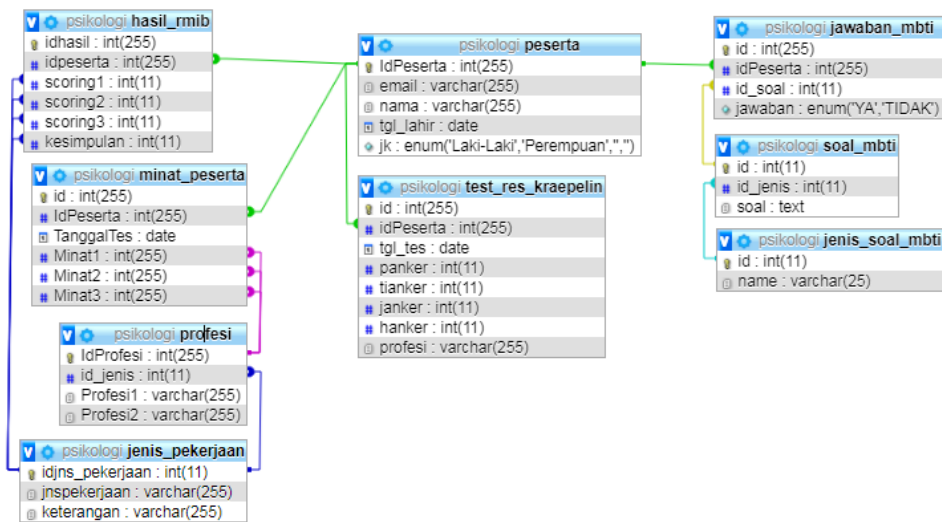 psikologi hasil_rmib
idhasil : int(255)
idpeserta : int(255)
scoring1 : int(11)
scoring2 : int(11)
scoring3 : int(11)
kesimpulan : int(11)
psikologi minat_peserta
id : int(255)
IdPeserta : int(255)
TanggalTes : date
Minat1 : int(255)
Minat2 : int(255)
Minat3 : int(255)
psikologi profesi
IdProfesi : int(255)
id_jenis : int(11)
Profesi1 : varchar(255)
Profesi2 : varchar(255)
psikologi jenis_pekerjaan
idjns_pekerjaan : int(11)
jnspekerjaan : varchar(255)
keterangan : varchar(255)
psikologi peserta
IdPeserta : int(255)
email : varchar(255)
nama : varchar(255)
tgl_lahir : date
jk : enum('Laki-Laki','Perempuan','','')
psikologi test_res_kraepelin
id : int(255)
idPeserta : int(255)
tgl_tes : date
panker : int(11)
tianker : int(11)
janker : int(11)
hanker : int(11)
profesi : varchar(255)
psikologi jawaban_mbti
id : int(255)
idPeserta : int(255)
id_soal : int(11)
jawaban : enum('YA','TIDAK')
psikologi soal_mbti
id : int(11)
id_jenis : int(11)
soal : text
psikologi jenis_soal_mbti
id : int(11)
name : varchar(25)